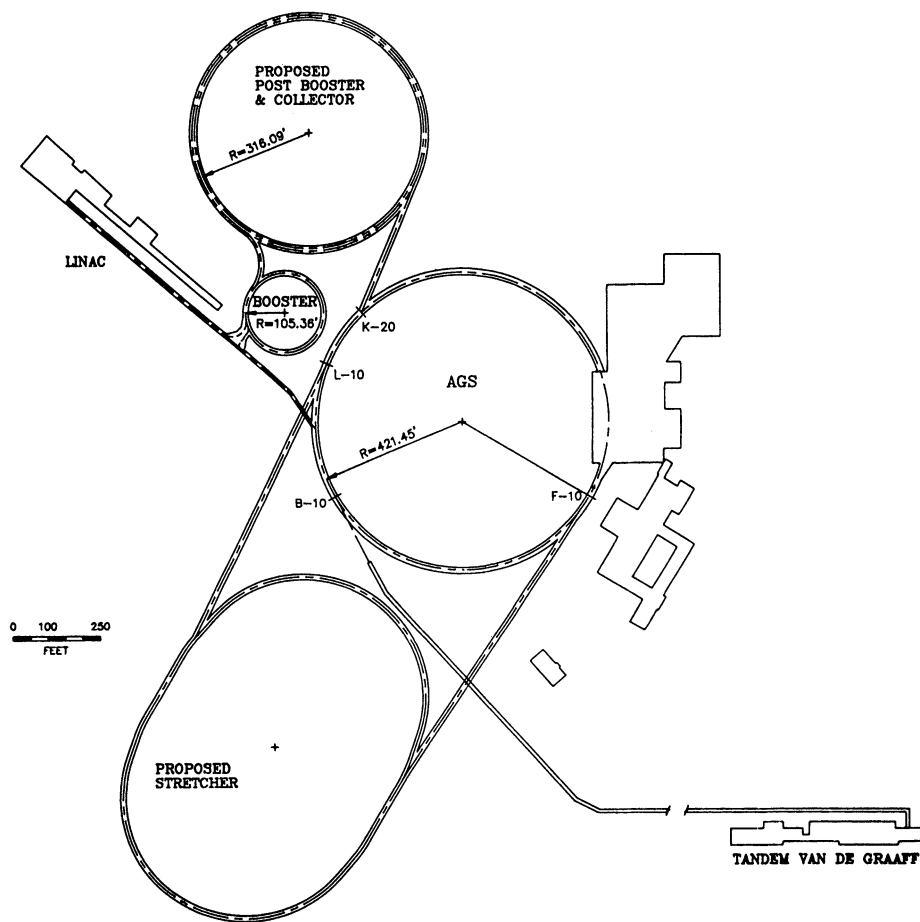 PROPOSED
POST BOOSTER
& COLLECTOR
R=316.09'
LINAC
BOOSTER
R=105.36'
K-20
L-10
AGS
R=421.45'
B-10
F-10
0 100 250
FEET
PROPOSED
STRETCHER
TANDEM VAN DE GRAAFF